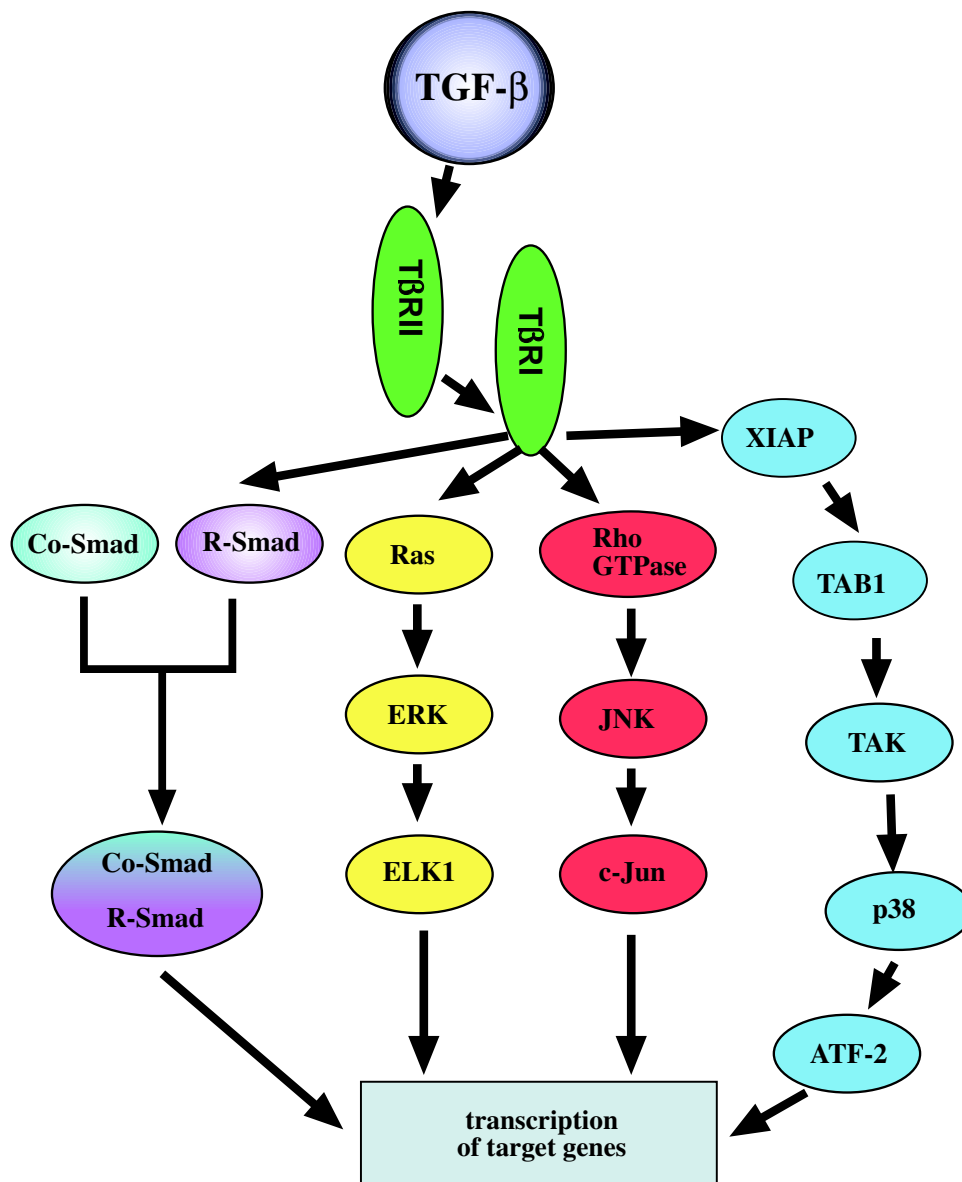 TGF-β
TβRII
TβRI
XIAP
Co-Smad
R-Smad
Ras
Rho
GTPase
TAB1
ERK
JNK
TAK
Co-Smad
R-Smad
ELK1
c-Jun
p38
ATF-2
transcription
of target genes